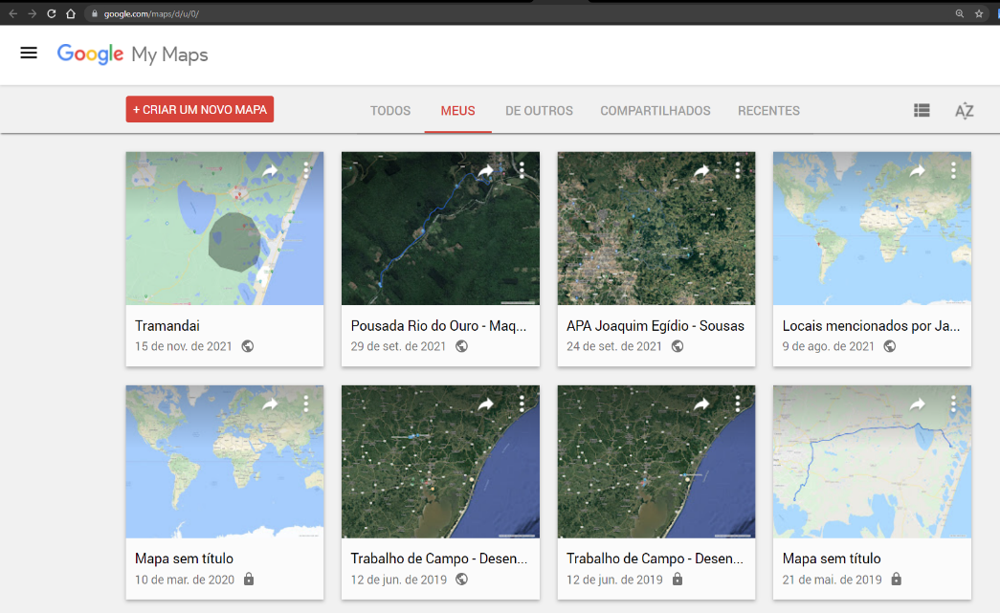 google.com/maps/d/u/0/
Google My Maps
+ CRIAR UM NOVO MAPA
TODOS
MEUS
DE OUTROS
COMPARTILHADOS
RECENTES
AZ
Tramandai
15 de nov. de 2021
Pousada Rio do Ouro - Maq...
29 de set. de 2021
APA Joaquim Egídio - Sousas
24 de set. de 2021
Locais mencionados por Ja...
9 de ago. de 2021
Mapa sem título
10 de mar. de 2020
Trabalho de Campo - Desen...
12 de jun. de 2019
Trabalho de Campo - Desen...
12 de jun. de 2019
Mapa sem título
21 de mai. de 2019